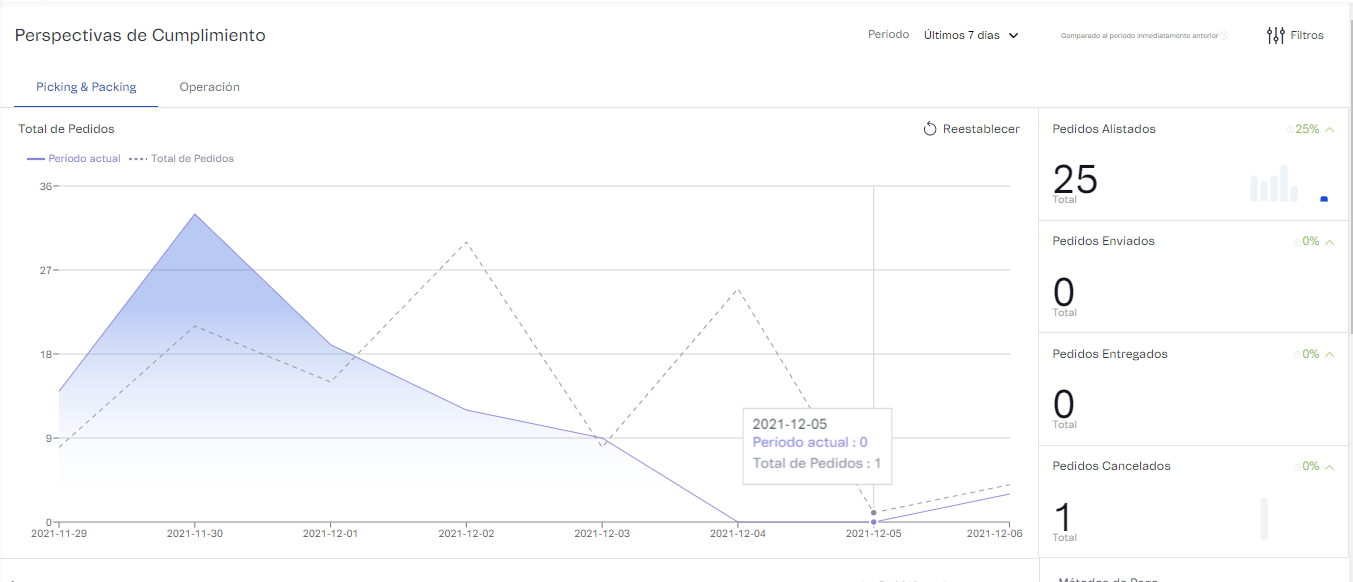 Perspectivas de Cumplimiento
Periodo Últimos 7 días
Comparado al periodo inmediatamente anterior
Filtros
Picking & Packing
Operación
Total de Pedidos
Reestablecer
Período actual
Total de Pedidos
36
27
18
9
0
2021-11-29
2021-11-30
2021-12-01
2021-12-02
2021-12-03
2021-12-04
2021-12-05
2021-12-06
2021-12-05
Período actual : 0
Total de Pedidos : 1
Pedidos Alistados
25%
25
Total
Pedidos Enviados
0%
0
Total
Pedidos Entregados
0%
0
Total
Pedidos Cancelados
0%
1
Total